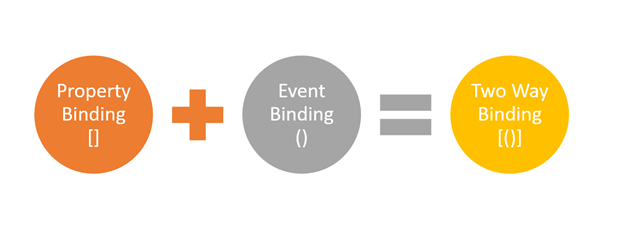 Property
Binding
[]
+
Event
Binding
()
=
Two Way
Binding
[()]